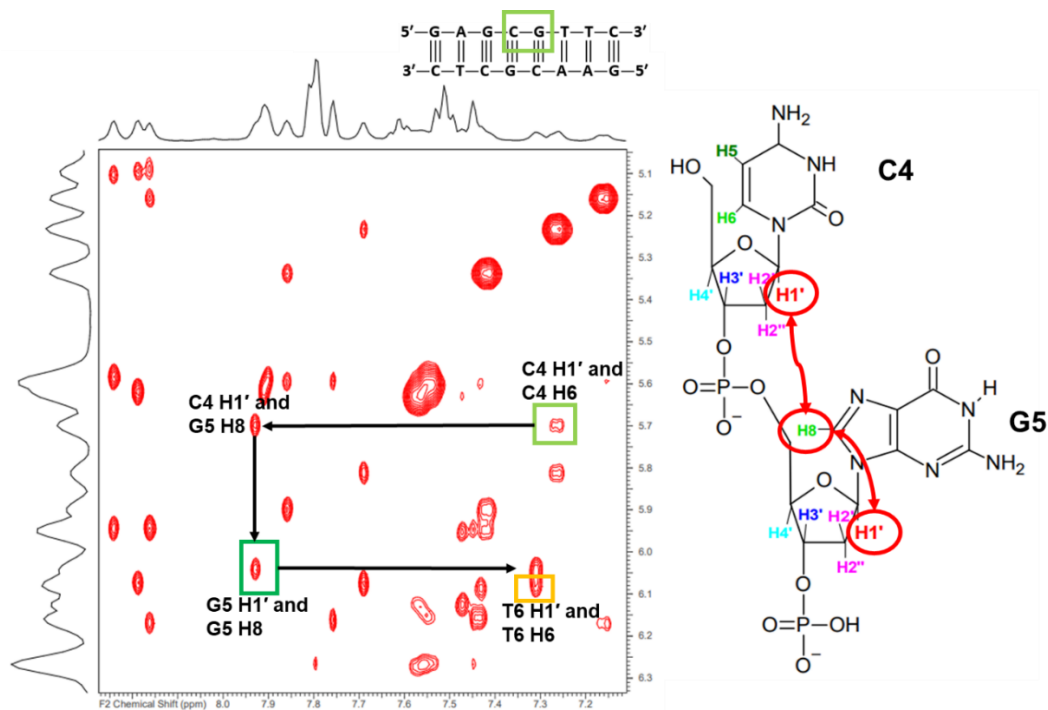 5′-G-A-G-C-G-T-T-C-3′
3′-C-T-C-G-C-A-A-G-5′
5.1
5.2
5.3
5.4
5.5
5.6
5.7
5.8
5.9
6.0
6.1
6.2
6.3
C4 H1′ and
C4 H6
C4 H1′ and
G5 H8
G5 H1′ and
G5 H8
T6 H1′ and
T6 H6
F2 Chemical Shift (ppm) 8.0 7.9 7.8 7.7 7.6 7.5 7.4 7.3 7.2
NH₂
H5
C4
HO
NH
H6
N
O
O
H3' H2'
H4' H1'
H2"
O
O
O=P-O
O⁻
N
N-H
G5
H8
N
N
NH₂
O
H3' H2'
H4' H1'
H2"
O
O=P-OH
O⁻